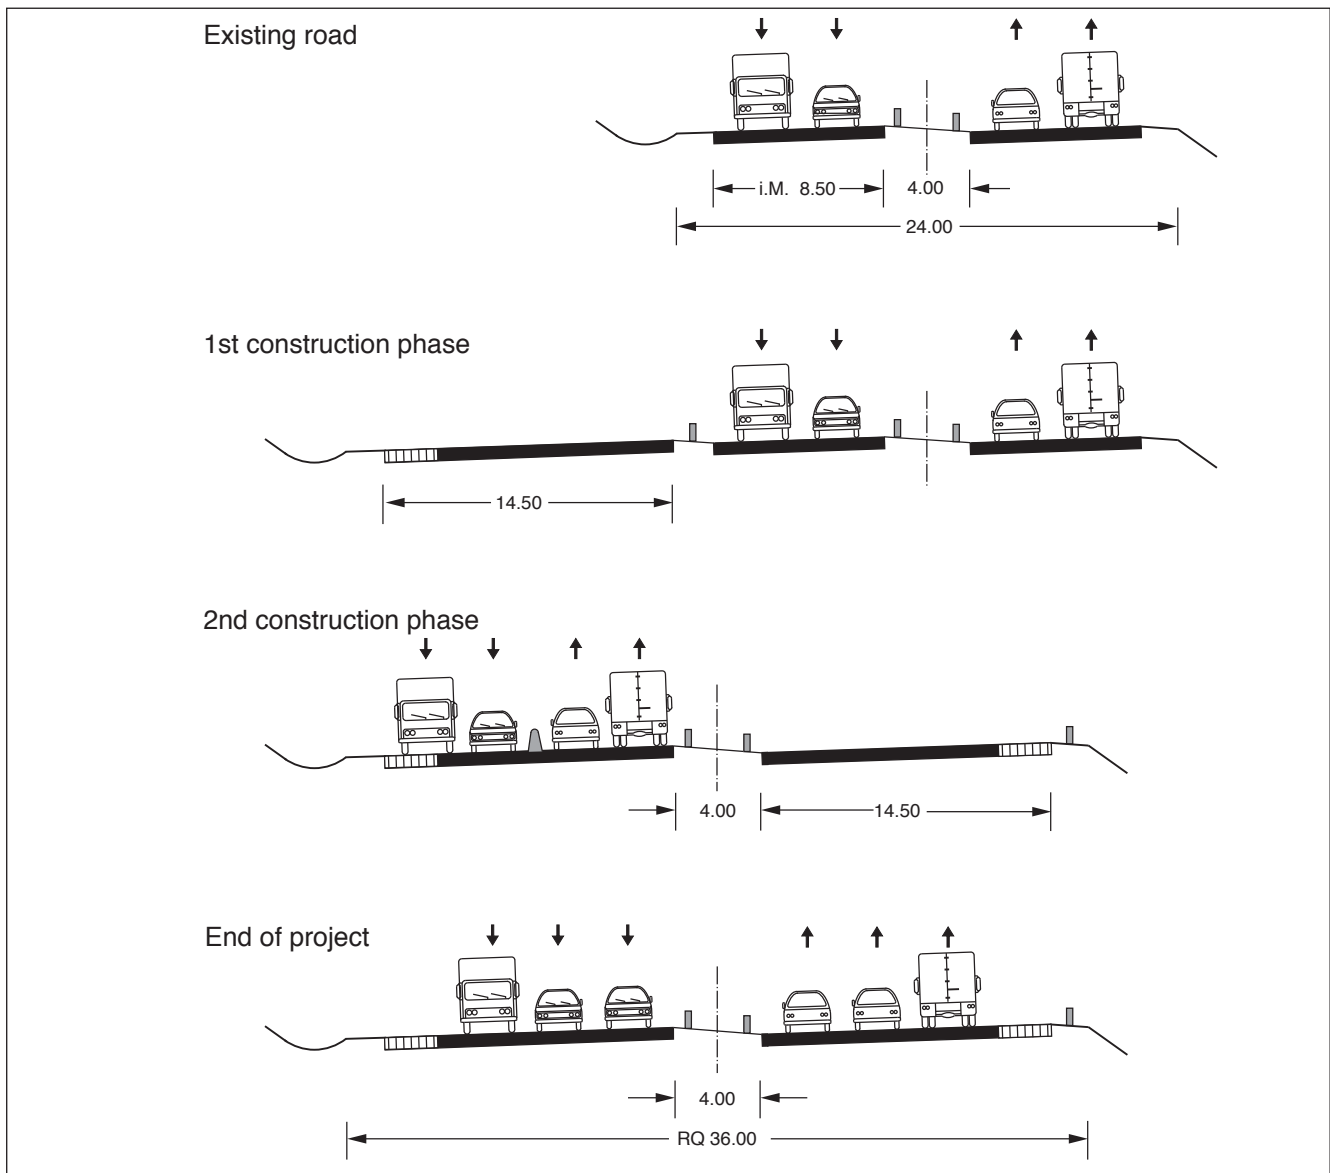 Existing road
i.M. 8.50
4.00
24.00
1st construction phase
14.50
2nd construction phase
4.00
14.50
End of project
4.00
RQ 36.00